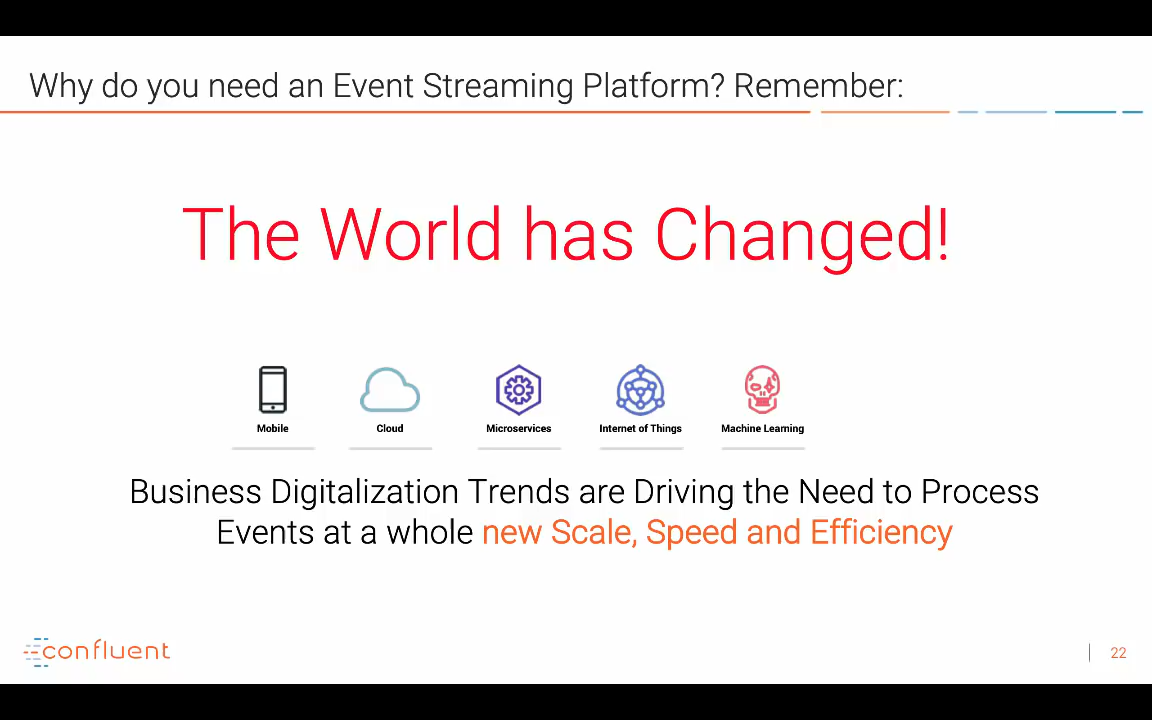 Why do you need an Event Streaming Platform? Remember:
The World has Changed!
Mobile
Cloud
Microservices
Internet of Things
Machine Learning
Business Digitalization Trends are Driving the Need to Process
Events at a whole new Scale, Speed and Efficiency
confluent
22